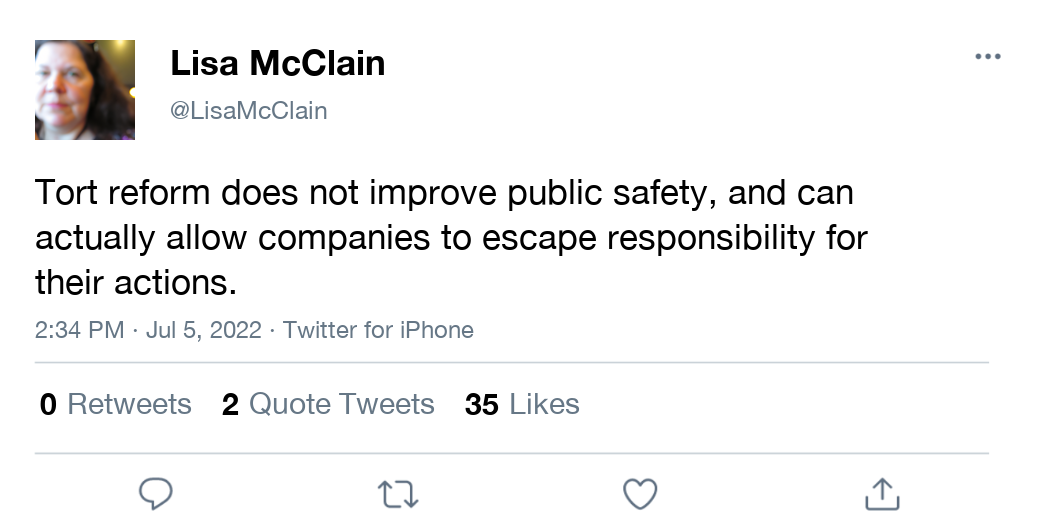 Lisa McClain
@LisaMcClain
Tort reform does not improve public safety, and can
actually allow companies to escape responsibility for
their actions.
2:34 PM · Jul 5, 2022 · Twitter for iPhone
0 Retweets 2 Quote Tweets 35 Likes